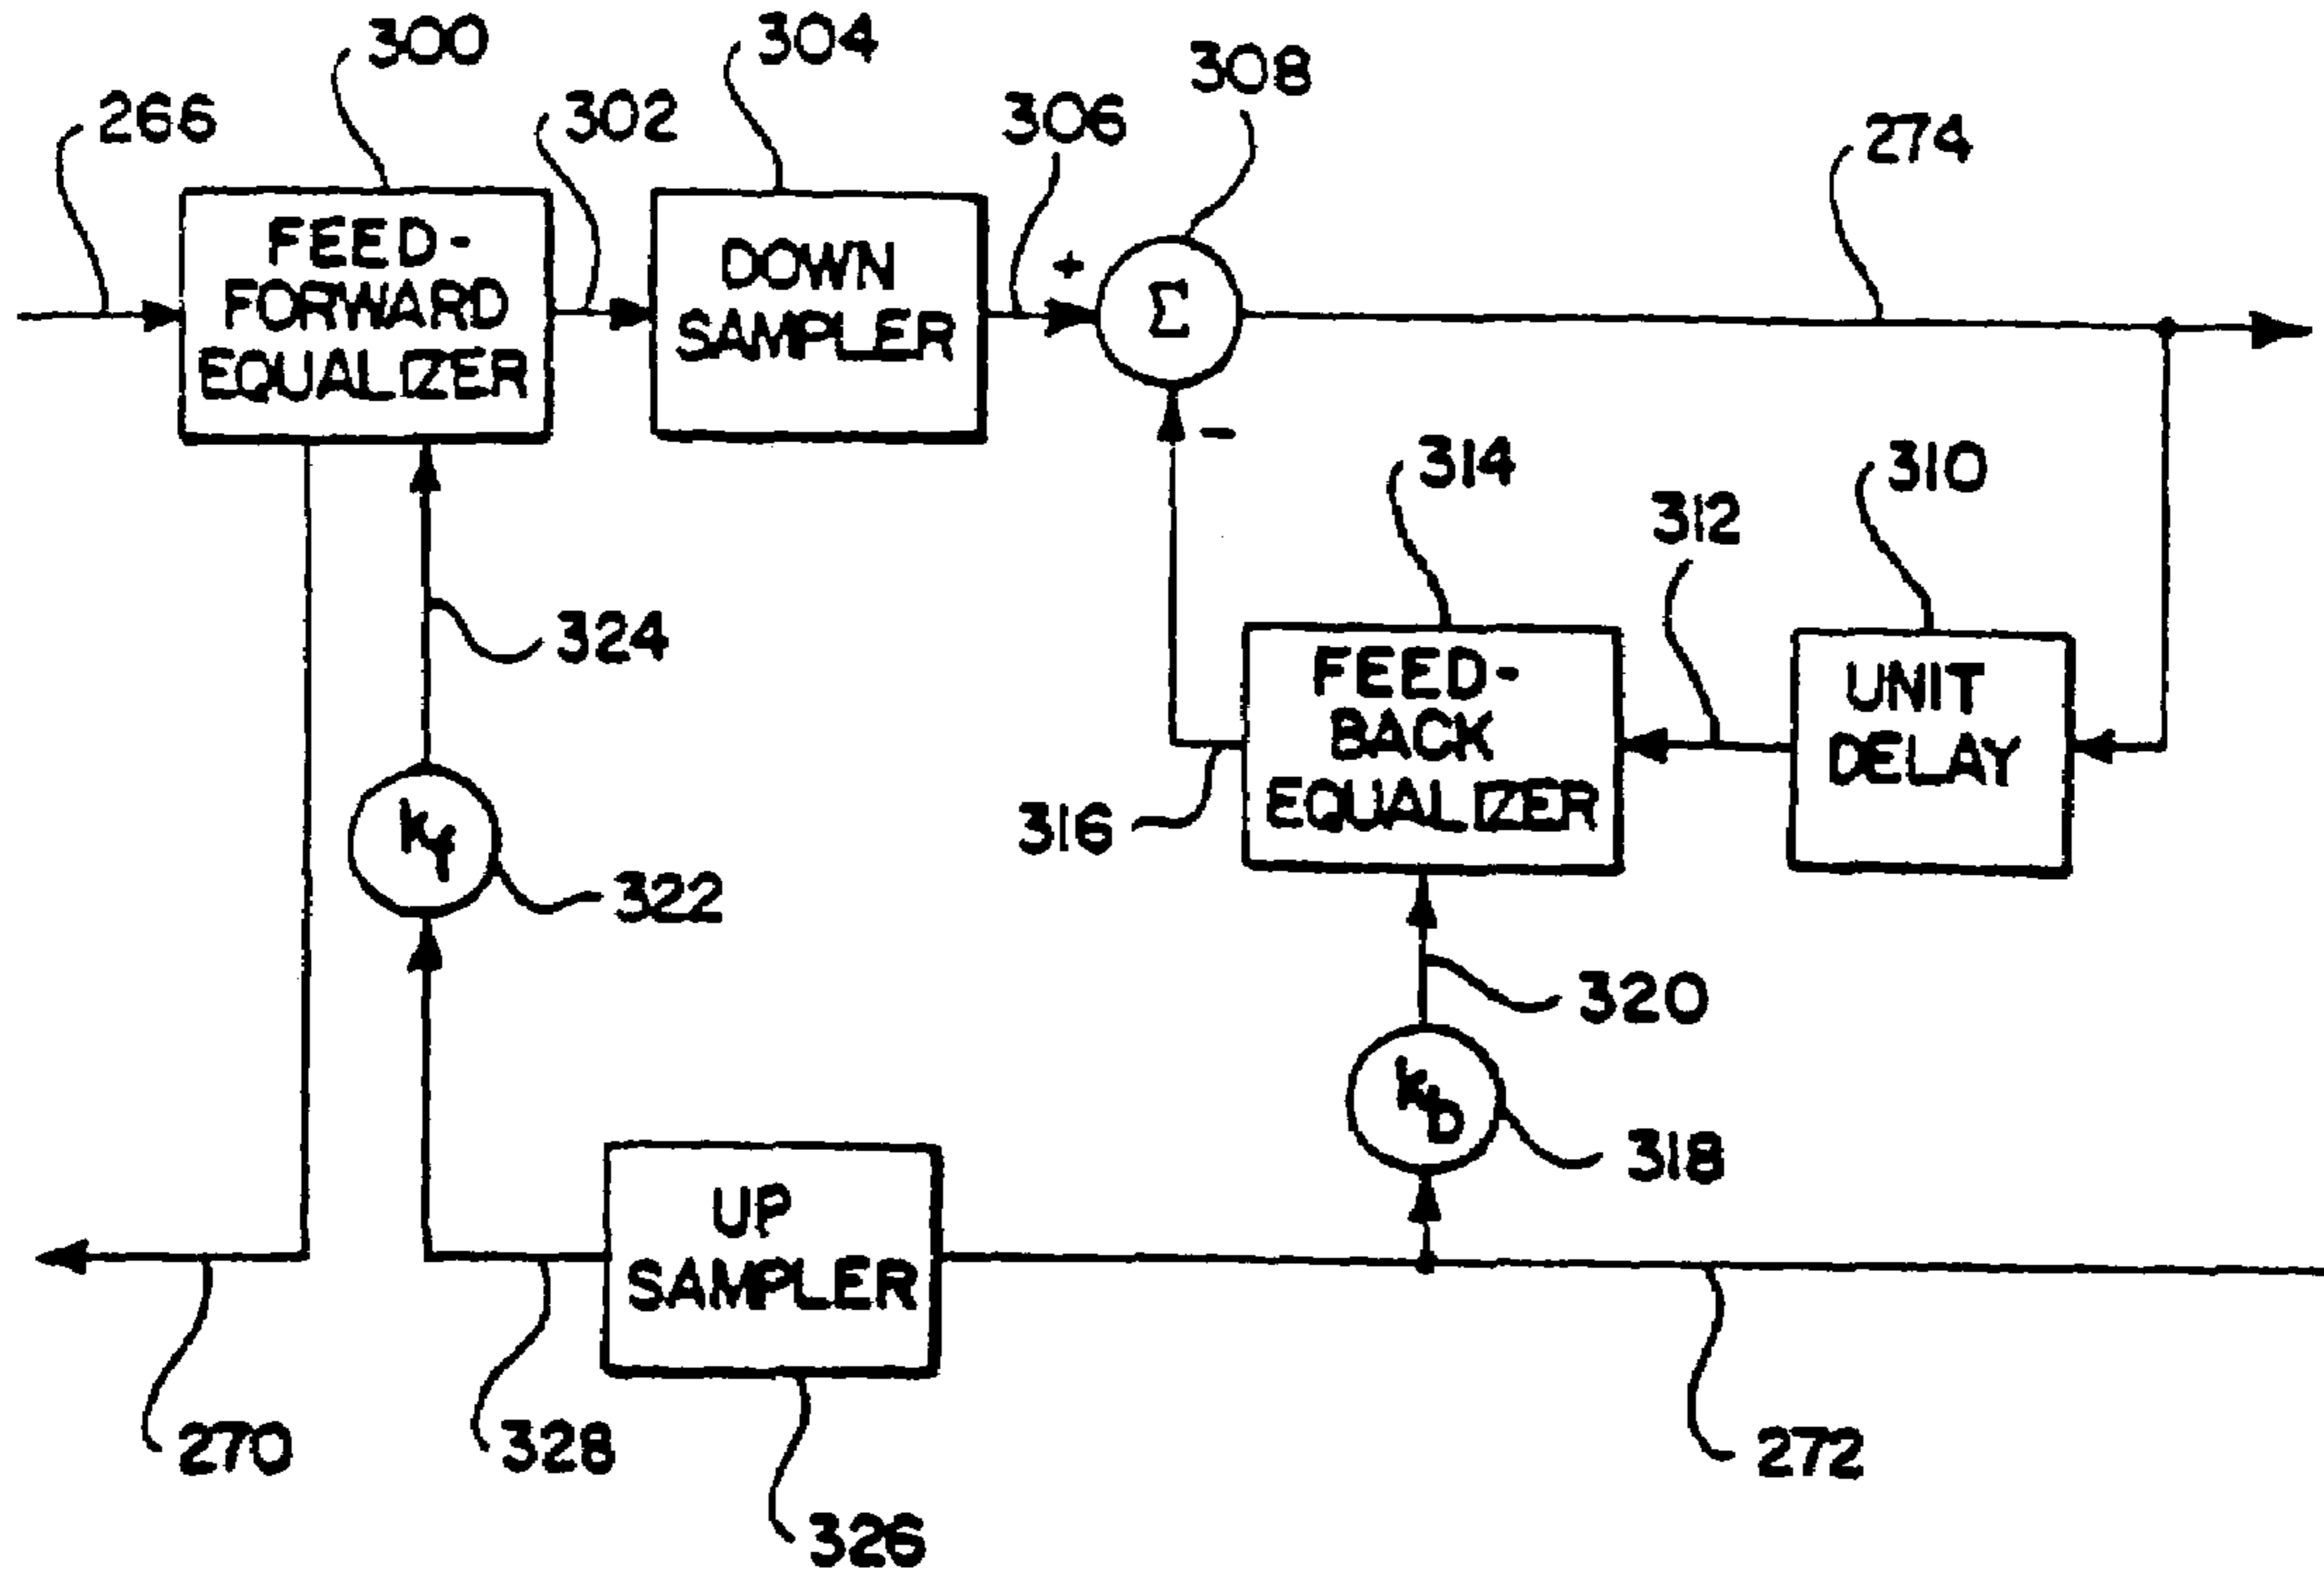 300
304
308
266
302
306
274
FEED-
FORWARD
EQUALIZER
DOWN
SAMPLER
+
Σ
-
314
310
312
324
FEED-
BACK
EQUALIZER
UNIT
DELAY
316
KY
322
320
KD
318
UP
SAMPLER
270
328
272
326